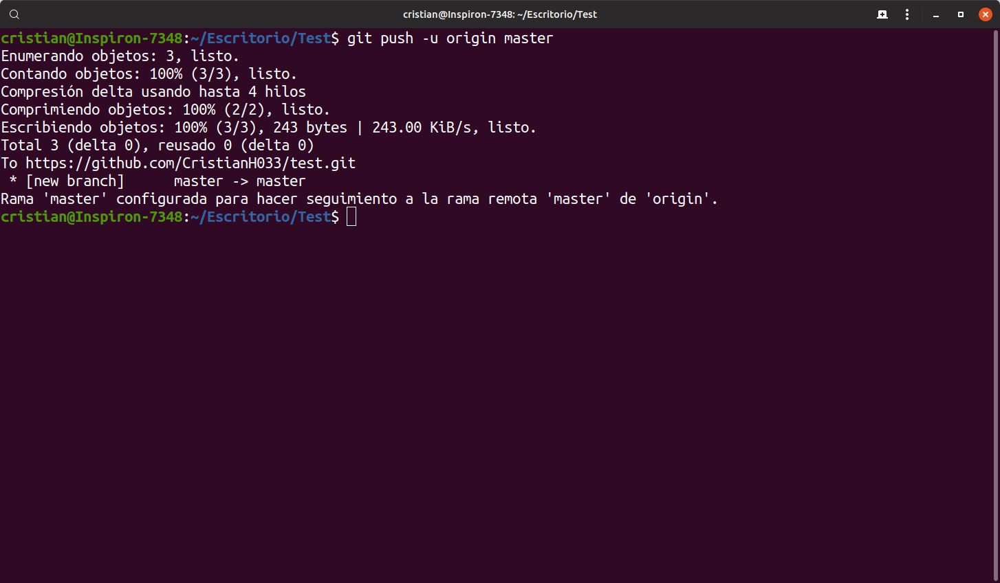 cristian@Inspiron-7348: ~/Escritorio/Test
cristian@Inspiron-7348:~/Escritorio/Test$ git push -u origin master
Enumerando objetos: 3, listo.
Contando objetos: 100% (3/3), listo.
Compresión delta usando hasta 4 hilos
Comprimiendo objetos: 100% (2/2), listo.
Escribiendo objetos: 100% (3/3), 243 bytes | 243.00 KiB/s, listo.
Total 3 (delta 0), reusado 0 (delta 0)
To https://github.com/CristianH033/test.git
 * [new branch]      master -> master
Rama 'master' configurada para hacer seguimiento a la rama remota 'master' de 'origin'.
cristian@Inspiron-7348:~/Escritorio/Test$